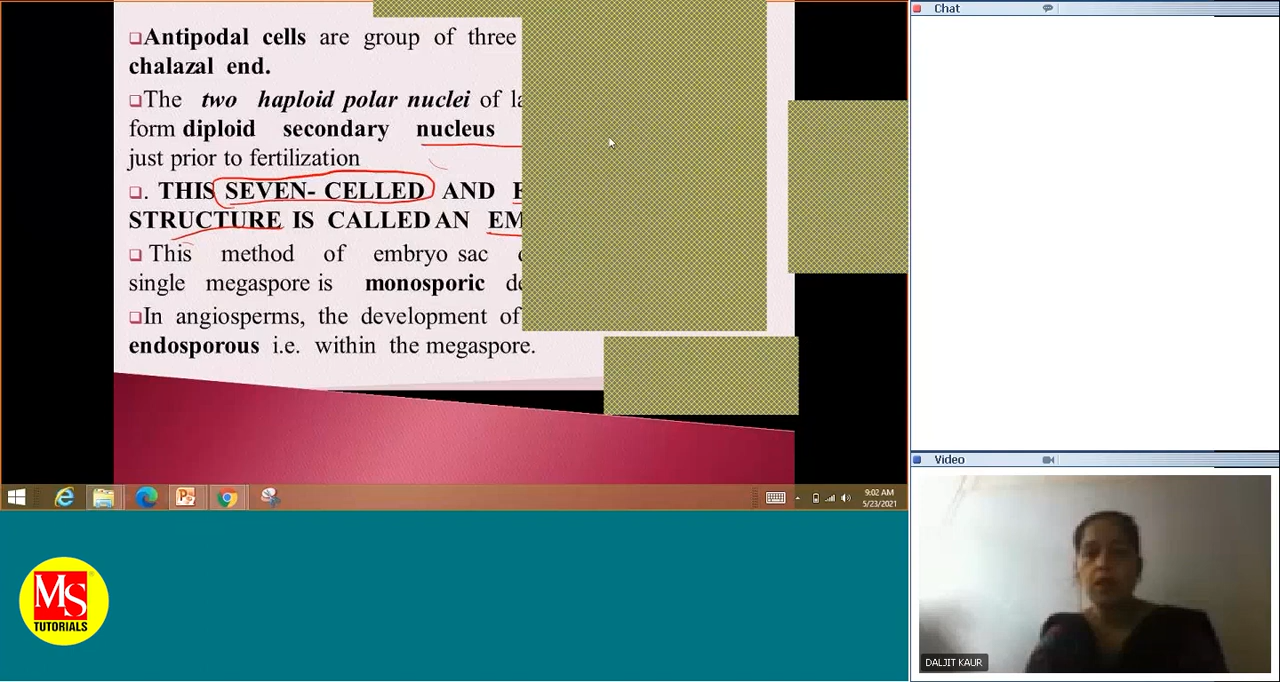 Antipodal cells are group of three
chalazal end.
The two haploid polar nuclei of
form diploid secondary nucleus
just prior to fertilization
. THIS SEVEN- CELLED AND
STRUCTURE IS CALLED AN
This method of embryo sac
single megaspore is monosporic
In angiosperms, the development of
endosporous i.e. within the megaspore.
9:02 AM
5/23/2021
MS
TUTORIALS
Chat
Video
DALJIT KAUR